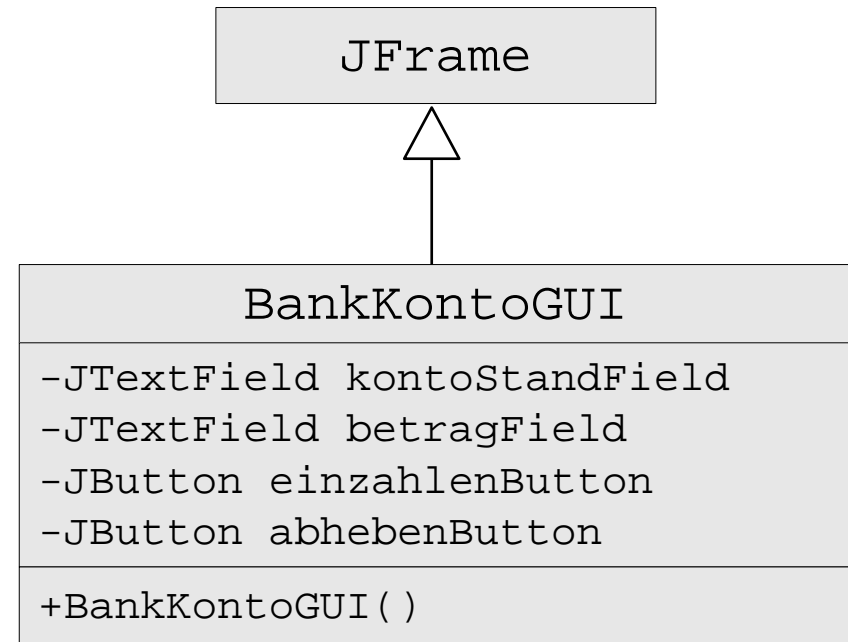 JFrame
BankKontoGUI
-JTextField kontoStandField
-JTextField betragField
-JButton einzahlenButton
-JButton abhebenButton
+BankKontoGUI()